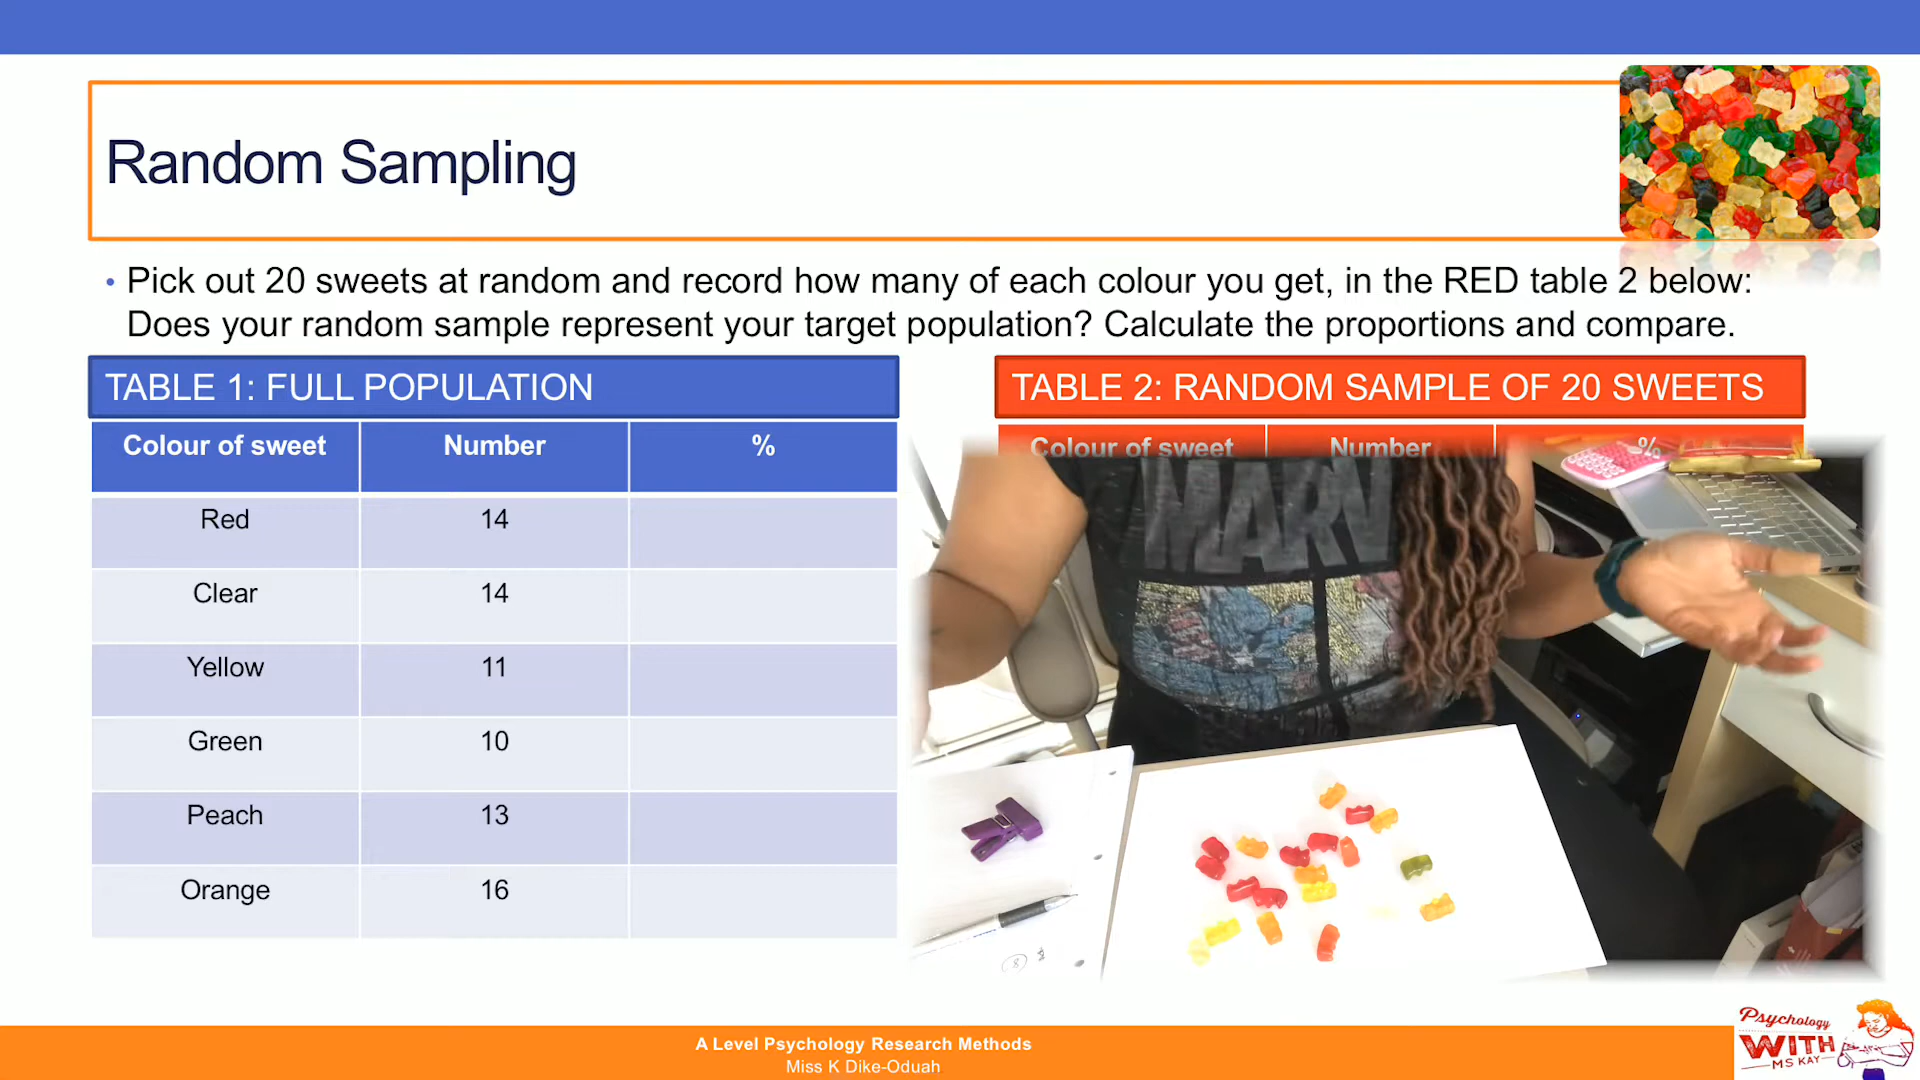 Random Sampling
• Pick out 20 sweets at random and record how many of each colour you get, in the RED table 2 below:
Does your random sample represent your target population? Calculate the proportions and compare.
TABLE 1: FULL POPULATION
Colour of sweet Number %
Red 14
Clear 14
Yellow 11
Green 10
Peach 13
Orange 16
TABLE 2: RANDOM SAMPLE OF 20 SWEETS
Colour of sweet Number %
MARV
8
A Level Psychology Research Methods
Miss K Dike-Oduah
Psychology
WITH
MS KAY